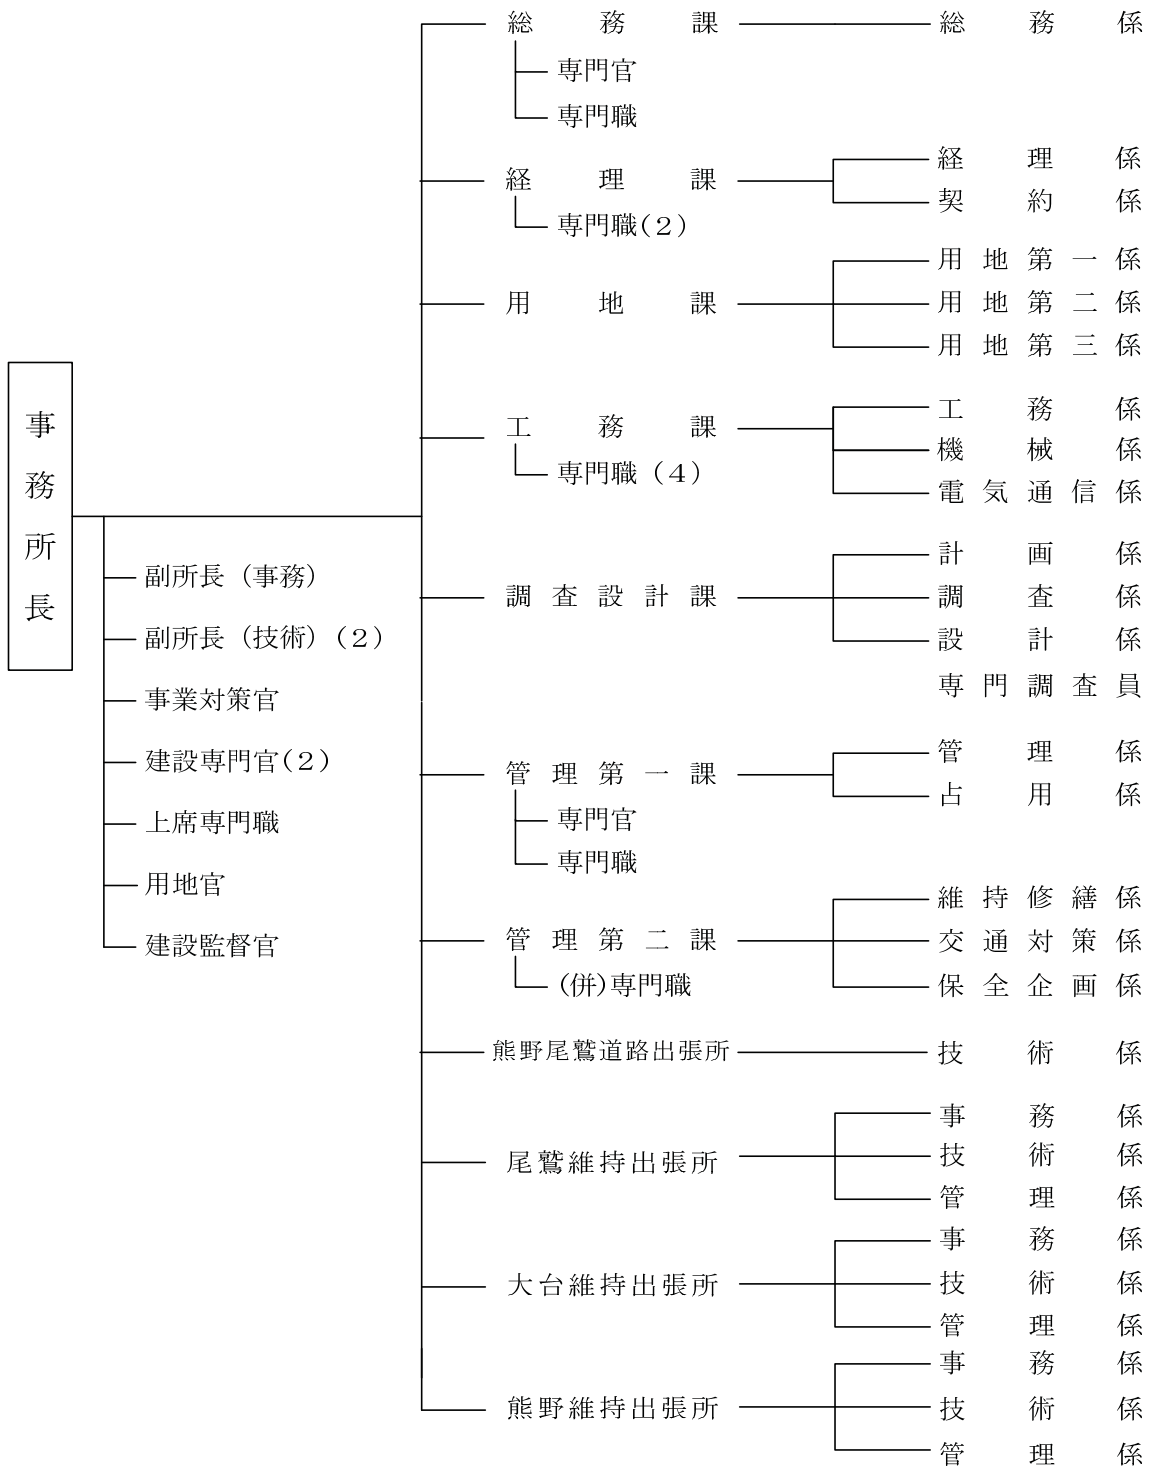 事務所長
副所長（事務）
副所長（技術）（２）
事業対策官
建設専門官(２)
上席専門職
用地官
建設監督官
総務課
専門官
専門職
総務係
経理課
専門職(２)
経理係
契約係
用地課
用地第一係
用地第二係
用地第三係
工務課
専門職（４）
工務係
機械係
電気通信係
調査設計課
計画係
調査係
設計係
専門調査員
管理第一課
専門官
専門職
管理係
占用係
管理第二課
(併)専門職
維持修繕係
交通対策係
保全企画係
熊野尾鷲道路出張所
技術係
尾鷲維持出張所
事務係
技術係
管理係
大台維持出張所
事務係
技術係
管理係
熊野維持出張所
事務係
技術係
管理係